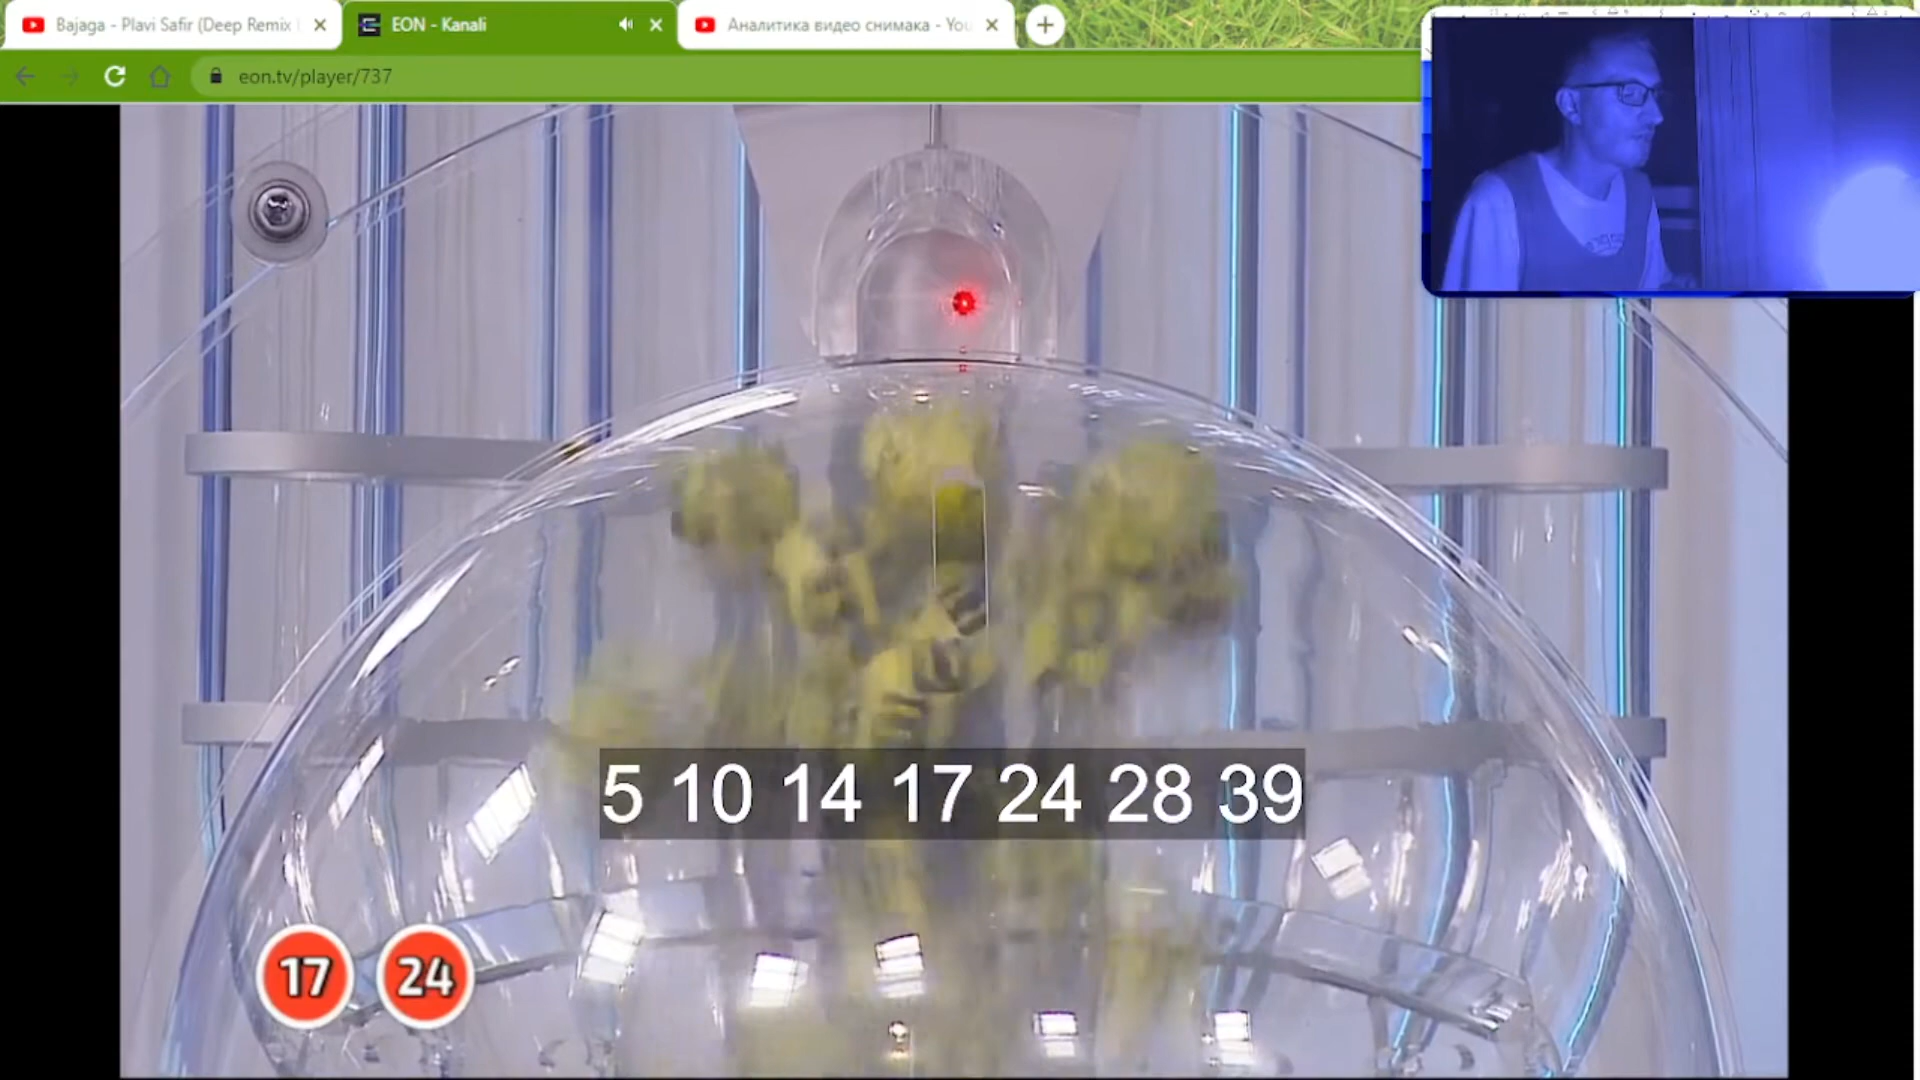 Bajaga - Plavi Safir (Deep Remix
EON - Kanali
Аналитика видео снимака - You
eon.tv/player/737
5 10 14 17 24 28 39
17 24